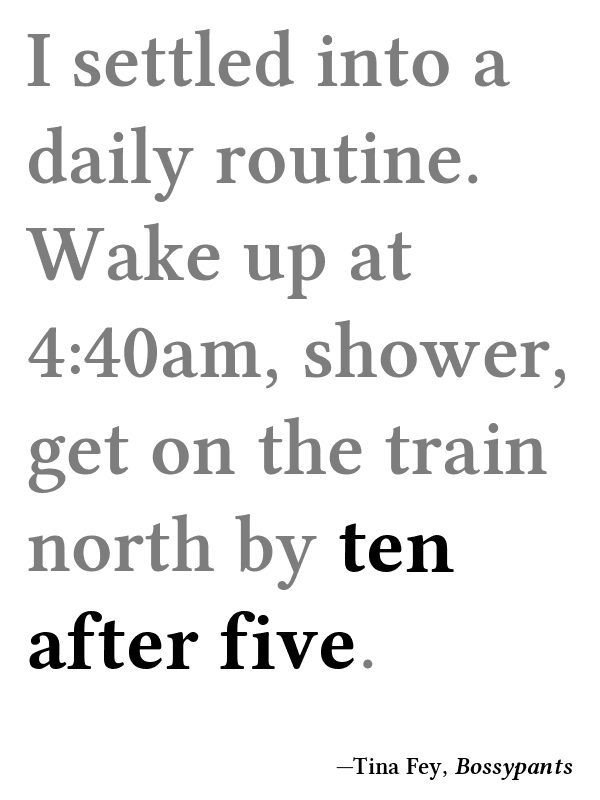 I settled into a
daily routine.
Wake up at
4:40am, shower,
get on the train
north by ten
after five.
—Tina Fey, Bossypants